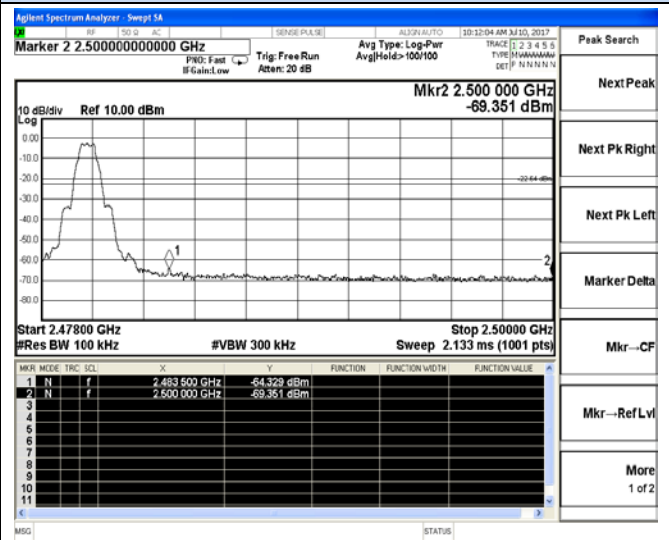 Agilent Spectrum Analyzer - Swept SA
RF 50 Ω AC SENSE:PULSE ALIGN AUTO 10:12:04 AM Jul 10, 2017
Marker 2 2.500000000000 GHz
PNO: Fast
IFGain:Low
Trig: Free Run
Atten: 20 dB
Avg Type: Log-Pwr
Avg|Hold:>100/100
TRACE 1 2 3 4 5 6
TYPE MWWWWW
DET P N N N N N
Peak Search
Mkr2 2.500 000 GHz
-69.351 dBm
10 dB/div Ref 10.00 dBm
Log
0.00
-10.0
-20.0
-30.0
-40.0
-50.0
-60.0
-70.0
-80.0
-22.64 dBm
1
2
Start 2.47800 GHz
Stop 2.50000 GHz
#Res BW 100 kHz
#VBW 300 kHz
Sweep 2.133 ms (1001 pts)
MKR MODE TRC SCL X Y FUNCTION FUNCTION WIDTH FUNCTION VALUE
1 N f 2.483 500 GHz -64.329 dBm
2 N f 2.500 000 GHz -69.351 dBm
3
4
5
6
7
8
9
10
11
MSG
STATUS
Next Peak
Next Pk Right
Next Pk Left
Marker Delta
Mkr→CF
Mkr→Ref Lvl
More
1 of 2